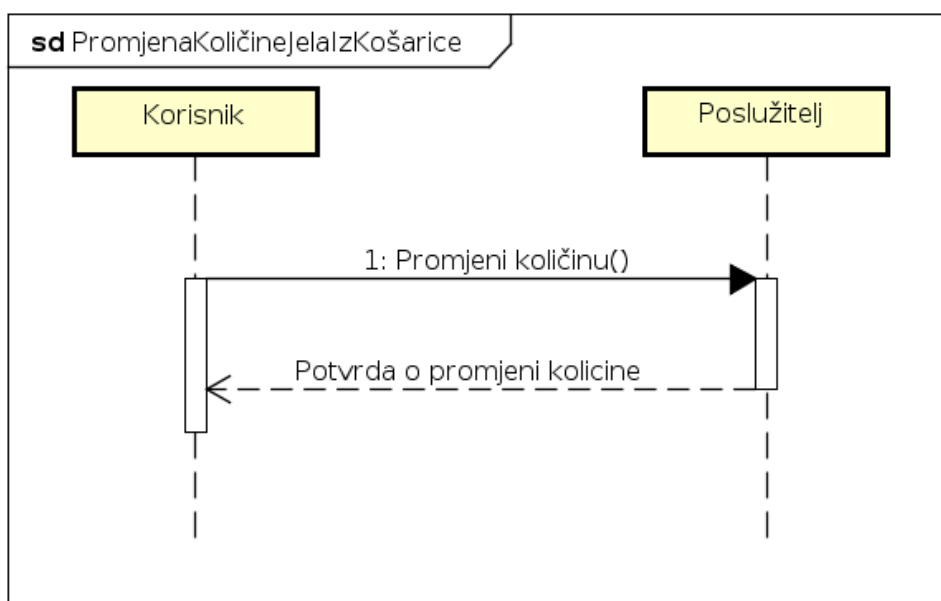 sd PromjenaKoličineJelaIzKošarice
Korisnik
Poslužitelj
1: Promjeni količinu()
Potvrda o promjeni kolicine